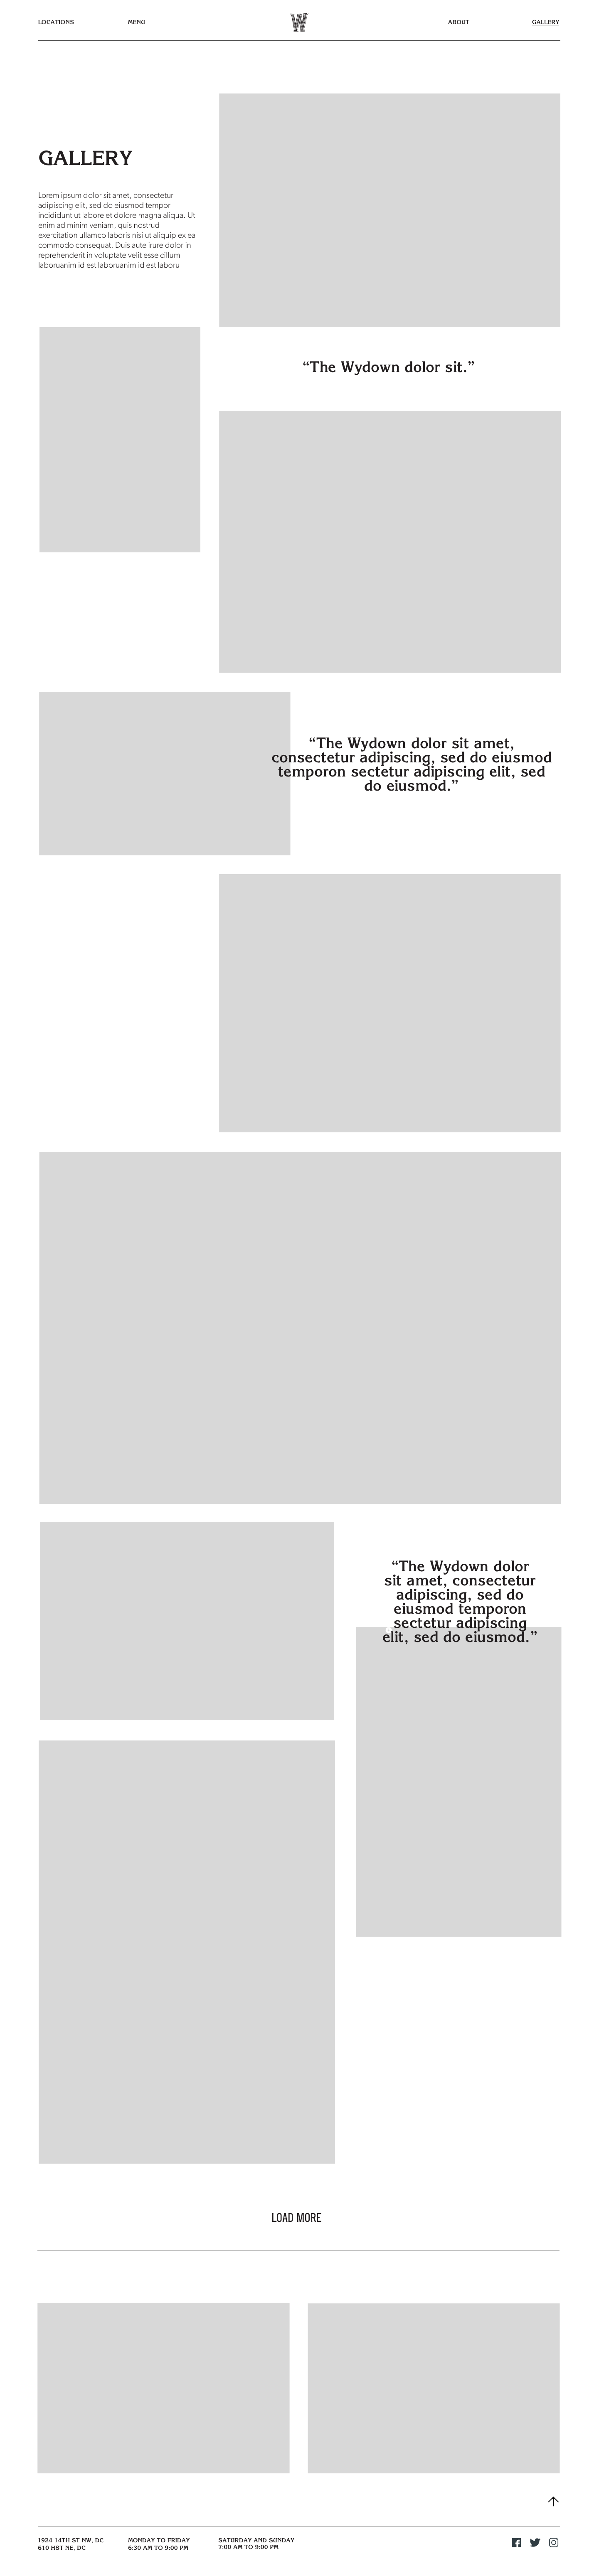 LOCATIONS
MENU
W
ABOUT
GALLERY
GALLERY
Lorem ipsum dolor sit amet, consectetur
adipiscing elit, sed do eiusmod tempor
incididunt ut labore et dolore magna aliqua. Ut
enim ad minim veniam, quis nostrud
exercitation ullamco laboris nisi ut aliquip ex ea
commodo consequat. Duis aute irure dolor in
reprehenderit in voluptate velit esse cillum
laboruanim id est laboruanim id est laboru
“The Wydown dolor sit.”
“The Wydown dolor sit amet,
consectetur adipiscing, sed do eiusmod
temporon sectetur adipiscing elit, sed
do eiusmod.”
“The Wydown dolor
sit amet, consectetur
adipiscing, sed do
eiusmod temporon
sectetur adipiscing
elit, sed do eiusmod.”
LOAD MORE
1924 14TH ST NW, DC
610 HST NE, DC
MONDAY TO FRIDAY
6:30 AM TO 9:00 PM
SATURDAY AND SUNDAY
7:00 AM TO 9:00 PM